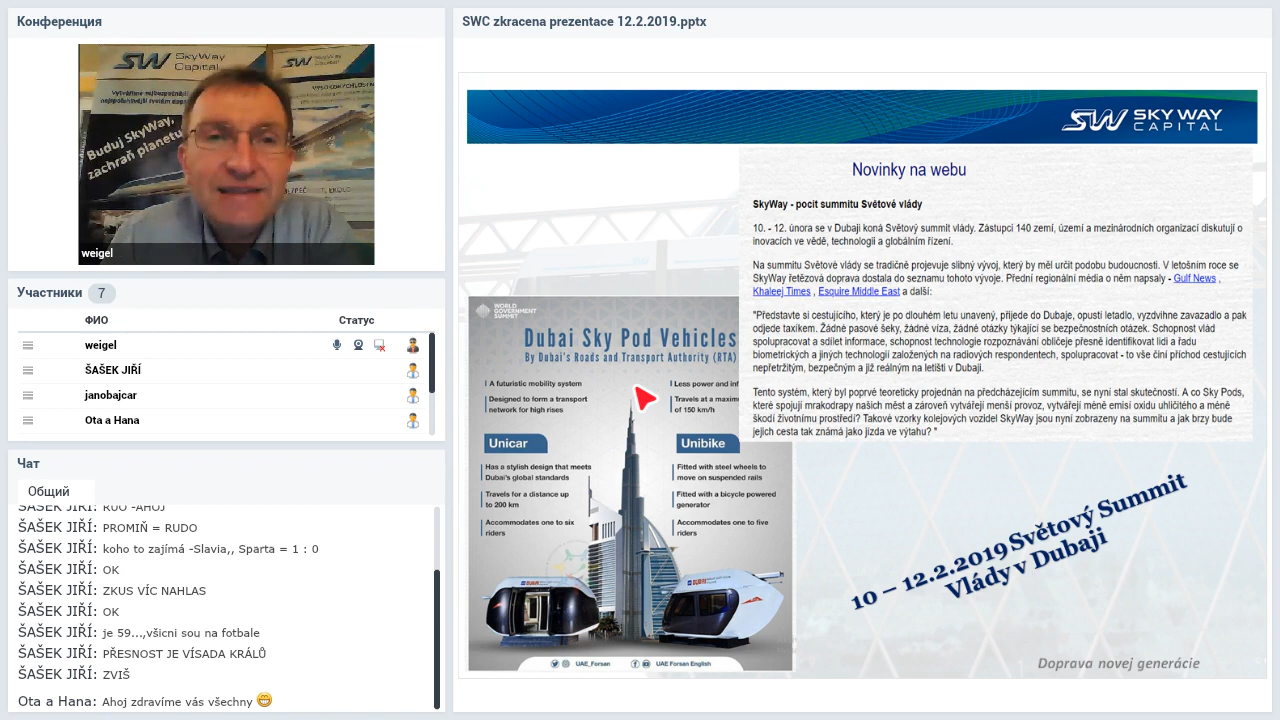 Конференция
SW SkyWay
Capital
SW SkyWay
Capital
Buduj SkyWay,
zachraň planetu
weigel
Участники 7
ФИО Статус
weigel
ŠAŠEK JIŘÍ
janobajcar
Ota a Hana
Чат
Общий
ŠAŠEK JIŘÍ: RUO -AHOJ
ŠAŠEK JIŘÍ: PROMIŇ = RUDO
ŠAŠEK JIŘÍ: koho to zajímá -Slavia,, Sparta = 1 : 0
ŠAŠEK JIŘÍ: OK
ŠAŠEK JIŘÍ: ZKUS VÍC NAHLAS
ŠAŠEK JIŘÍ: OK
ŠAŠEK JIŘÍ: je 59...,všicni sou na fotbale
ŠAŠEK JIŘÍ: PŘESNOST JE VÍSADA KRÁLŮ
ŠAŠEK JIŘÍ: ZVIŠ
Ota a Hana: Ahoj zdravíme vás všechny 😁
SWC zkracena prezentace 12.2.2019.pptx
SW SKY WAY
CAPITAL
Novinky na webu
SkyWay - pocit summitu Světové vlády
10. - 12. února se v Dubaji koná Světový summit vlády. Zástupci 140 zemí, území a mezinárodních organizací diskutují o
inovacích ve vědě, technologii a globálním řízení.
Na summitu Světové vlády se tradičně projevuje slibný vývoj, který by měl určit podobu budoucnosti. V letošním roce se
SkyWay řetězová doprava dostala do seznamu tohoto vývoje. Přední regionální média o něm napsaly - Gulf News ,
Khaleej Times , Esquire Middle East a další:
"Představte si cestujícího, který je po dlouhém letu unavený, přijede do Dubaje, opustí letadlo, vyzdvihne zavazadlo a pak
odjede taxikem. Žádné pasové šeky, žádné víza, žádné otázky týkající se bezpečnostních otázek. Schopnost vlád
spolupracovat a sdílet informace, schopnost technologie rozpoznávání obličeje přesně identifikovat lidi a řadu
biometrických a jiných technologií založených na radiových respondentech, spolupracovat - to vše činí příchod cestujících
nepřetržitým, bezpečným a již reálným na letišti v Dubaji.
Tento systém, který byl poprvé teoreticky projednán na předcházejícím summitu, se nyní stal skutečností. A co Sky Pods,
které spojují mrakodrapy našich měst a zároveň vytvářejí menší provoz, vytvářejí méně emisí oxidu uhličitého a méně
škodí životnímu prostředí? Takové vzorky kolejových vozidel SkyWay jsou nyní zobrazeny na summitu a jak brzy bude
jejich cesta tak známá jako jízda ve výtahu? "
WORLD
GOVERNMENT
SUMMIT
Dubai Sky Pod Vehicles
By Dubai's Roads and Transport Authority (RTA)
A futuristic mobility system
Designed to form a transport
network for high rises
Less power and inf
Travels at a maximu
of 150 km/h
Unicar
Has a stylish design that meets
Dubai's global standards
Travels for a distance up
to 200 km
Accommodates one to six
riders
Unibike
Fitted with steel wheels to
move on suspended rails
Fitted with a bicycle powered
generator
Accommodates one to five
riders
UAE_Forsan UAE Forsan English
10 – 12.2.2019 Světový Summit
Vlády v Dubaji
Doprava novej generácie